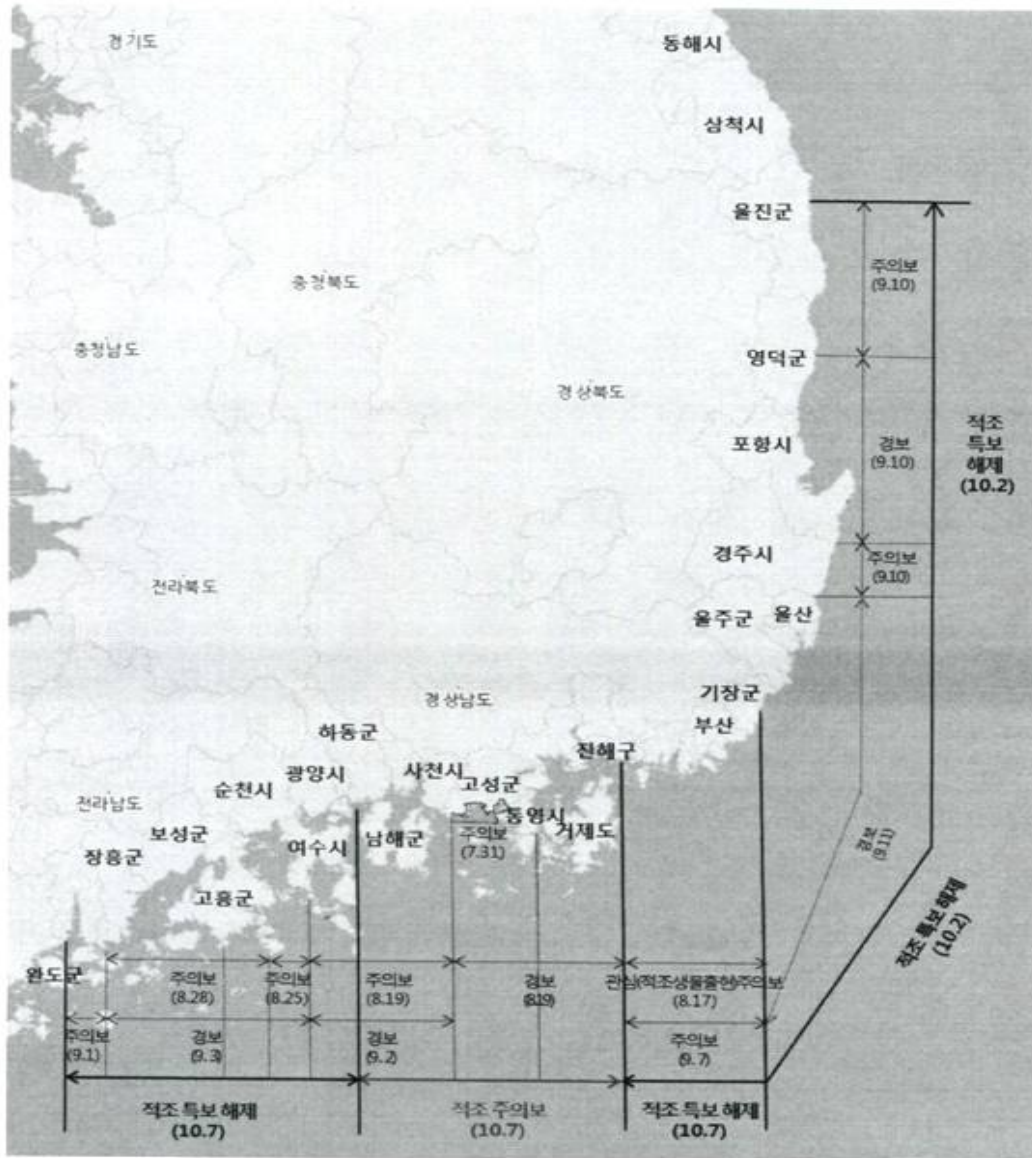 경기도
동해시
삼척시
울진군
주의보
(9.10)
충청북도
충청남도
영덕군
경상북도
포항시
경보
(9.10)
적조
특보
해제
(10.2)
경주시
주의보
(9.10)
전라북도
울주군
울산
기장군
경상남도
부산
하동군
진해구
광양시
사천시
고성군
순천시
전라남도
통영시
보성군
남해군
주의보
(7.31)
거제도
여수시
장흥군
경보
(9.11)
고흥군
적조 특보 해제
(10.2)
완도군
주의보
(8.28)
주의보
(8.25)
주의보
(8.19)
경보
(8.19)
관심(적조생물출현)주의보
(8.17)
주의보
(9.1)
경보
(9.3)
경보
(9.2)
주의보
(9.7)
적조 특보 해제
(10.7)
적조 주의보
(10.7)
적조 특보 해제
(10.7)